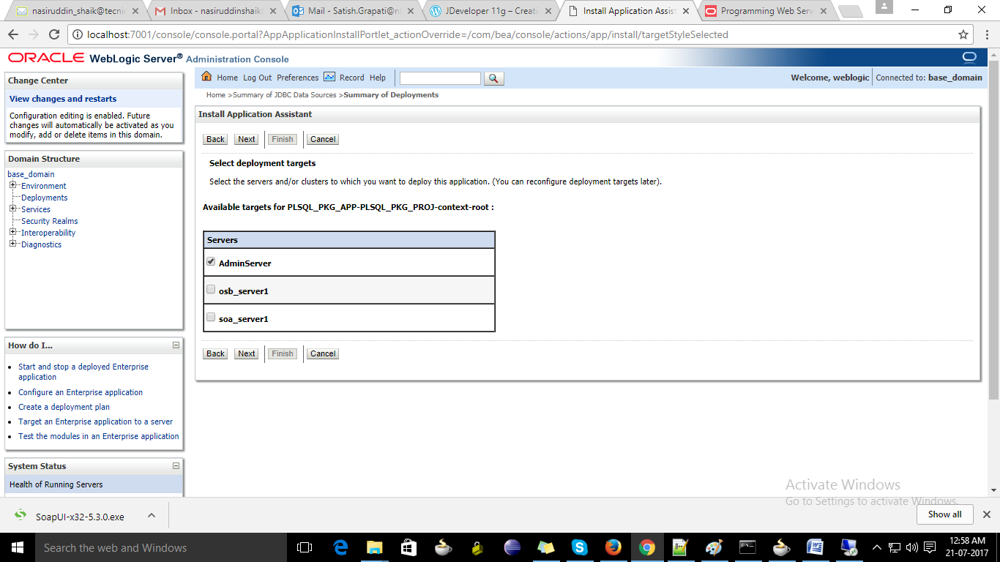 nasiruddin_shaik@tecni
Inbox - nasiruddinshaik
Mail - Satish.Grapati@n
JDeveloper 11g – Creati
Install Application Assist
Programming Web Serv
localhost:7001/console/console.portal?AppApplicationInstallPortlet_actionOverride=/com/bea/console/actions/app/install/targetStyleSelected
ORACLE WebLogic Server® Administration Console
Change Center
View changes and restarts
Configuration editing is enabled. Future
changes will automatically be activated as you
modify, add or delete items in this domain.
Domain Structure
base_domain
Environment
Deployments
Services
Security Realms
Interoperability
Diagnostics
How do I...
Start and stop a deployed Enterprise
application
Configure an Enterprise application
Create a deployment plan
Target an Enterprise application to a server
Test the modules in an Enterprise application
System Status
Health of Running Servers
Home Log Out Preferences Record Help
Welcome, weblogic Connected to: base_domain
Home >Summary of JDBC Data Sources >Summary of Deployments
Install Application Assistant
Back Next Finish Cancel
Select deployment targets
Select the servers and/or clusters to which you want to deploy this application. (You can reconfigure deployment targets later).
Available targets for PLSQL_PKG_APP-PLSQL_PKG_PROJ-context-root :
Servers
AdminServer
osb_server1
soa_server1
Back Next Finish Cancel
Activate Windows
Go to Settings to activate Windows.
SoapUI-x32-5.3.0.exe
Show all
Search the web and Windows
12:58 AM
21-07-2017